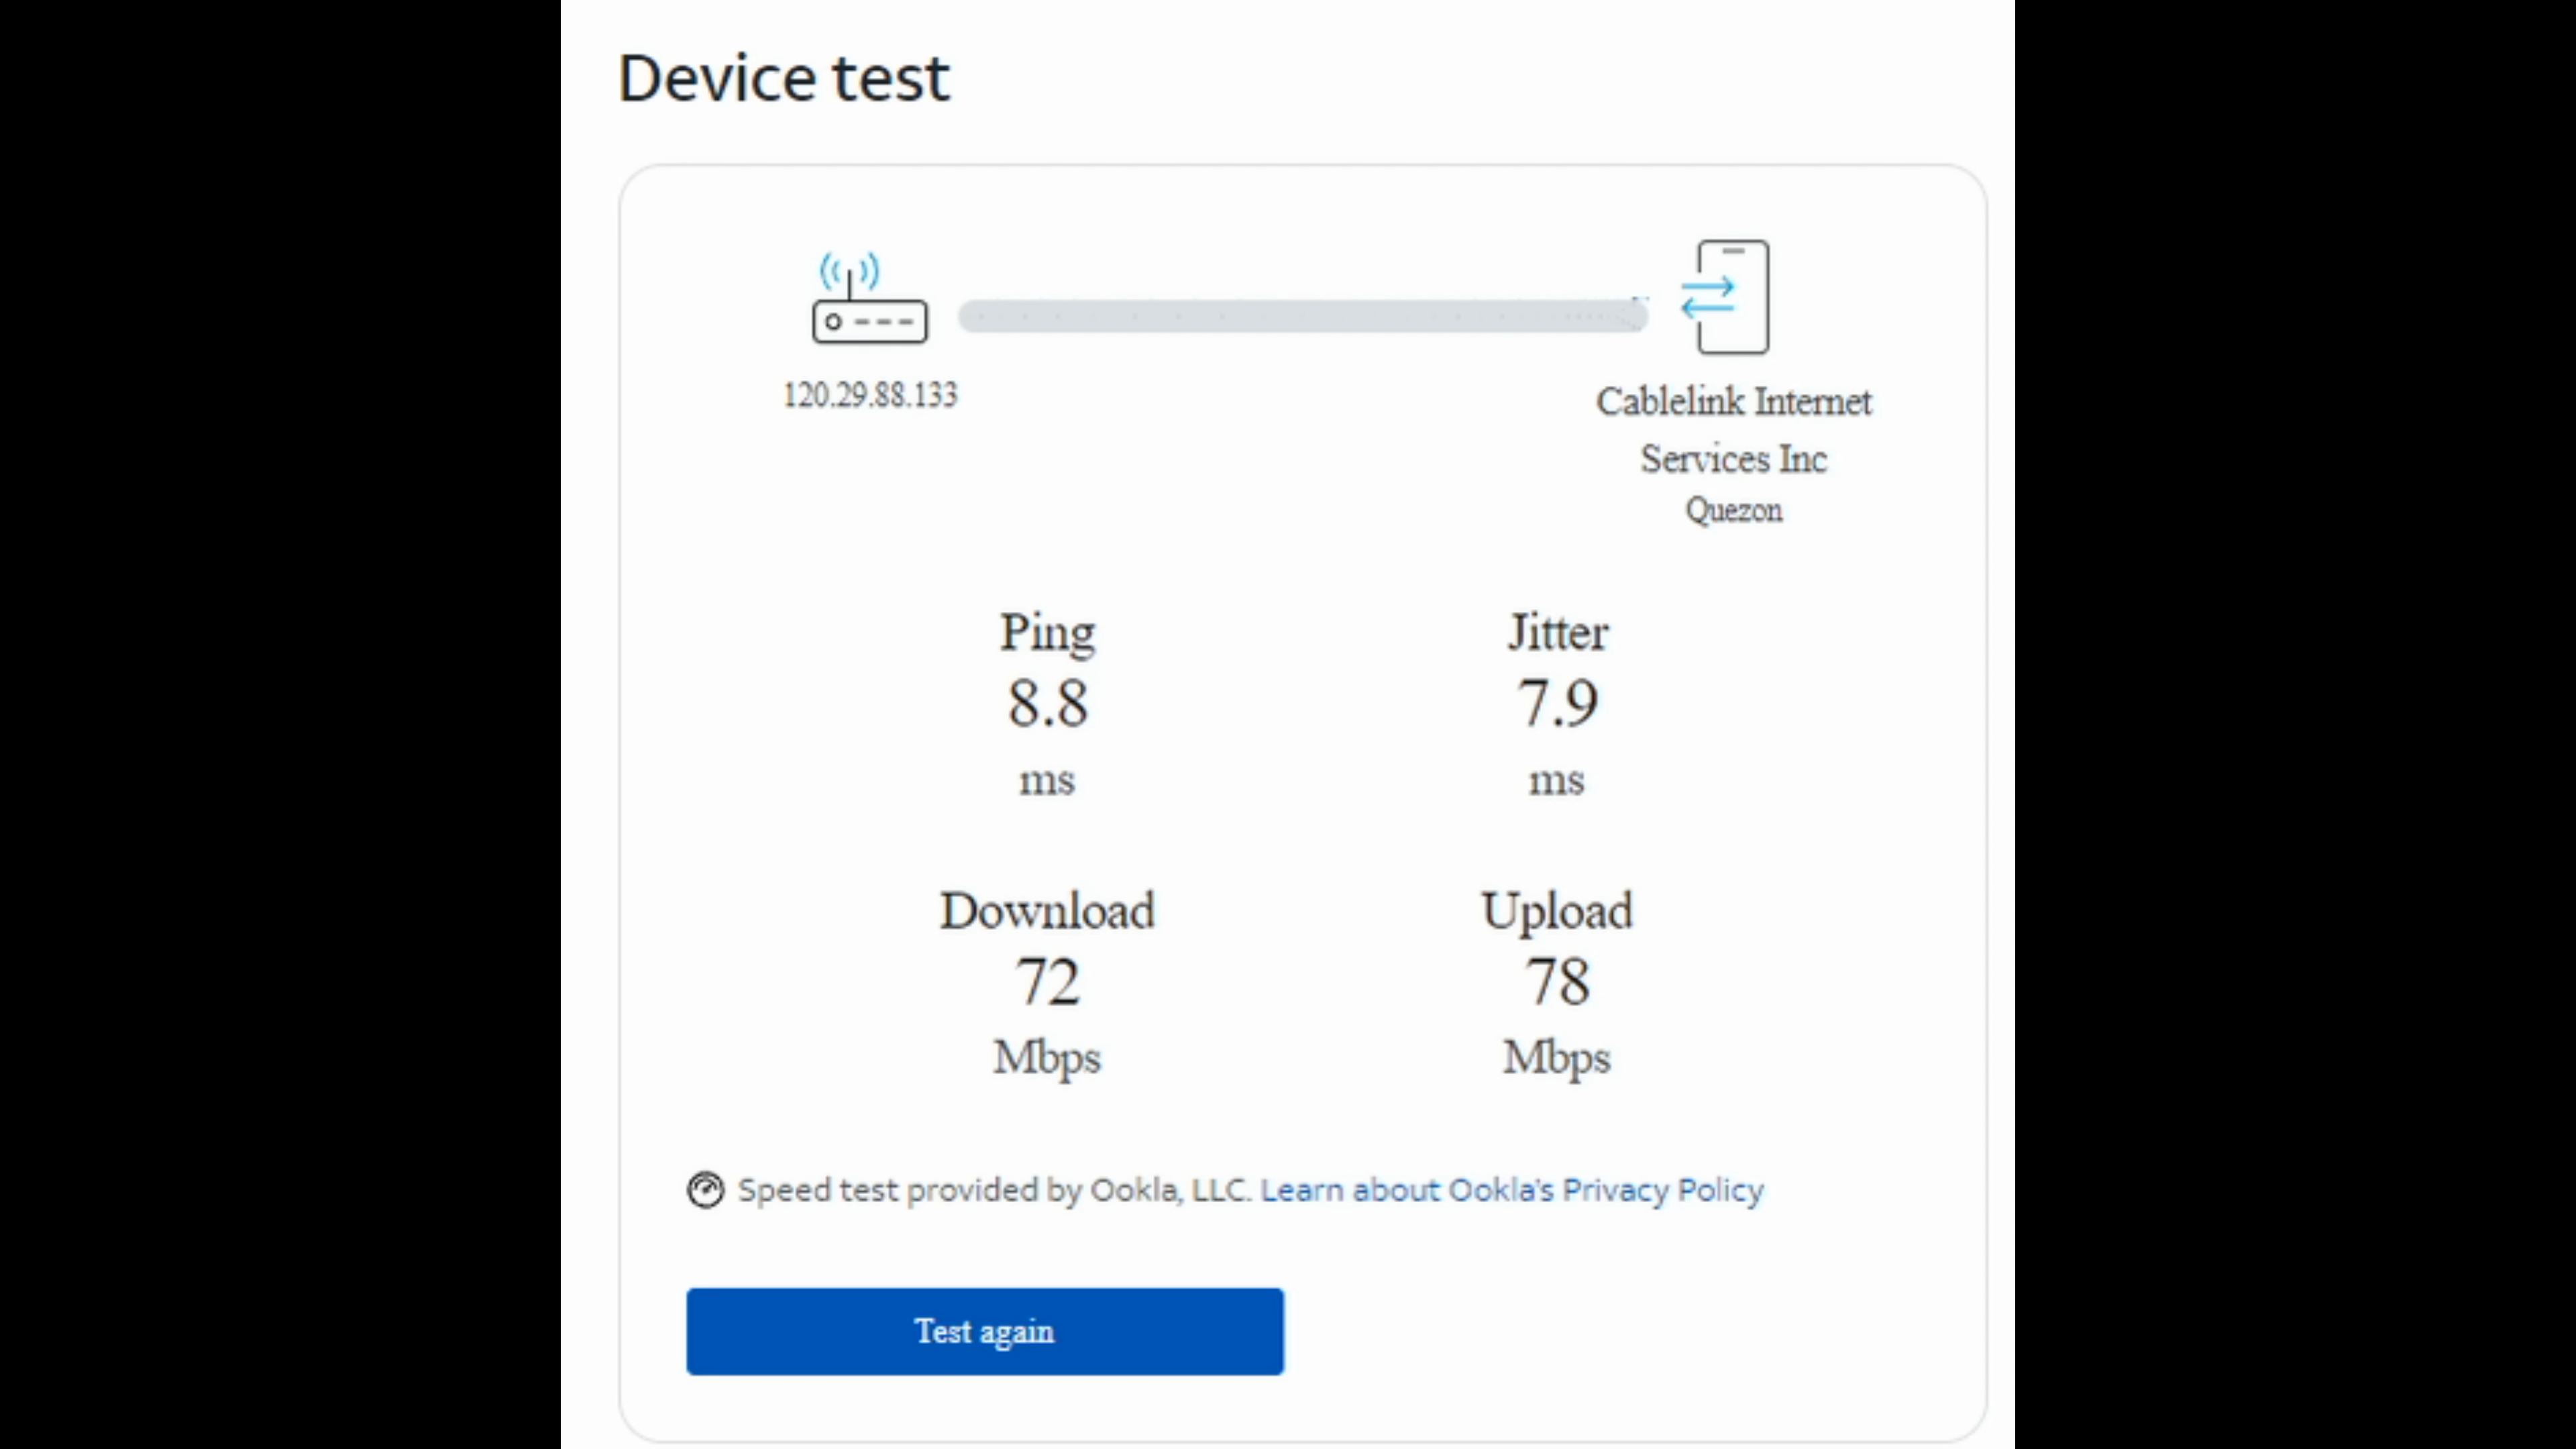 Device test
120.29.88.133
Cablelink Internet
Services Inc
Quezon
Ping
8.8
ms
Jitter
7.9
ms
Download
72
Mbps
Upload
78
Mbps
Speed test provided by Ookla, LLC. Learn about Ookla's Privacy Policy
Test again